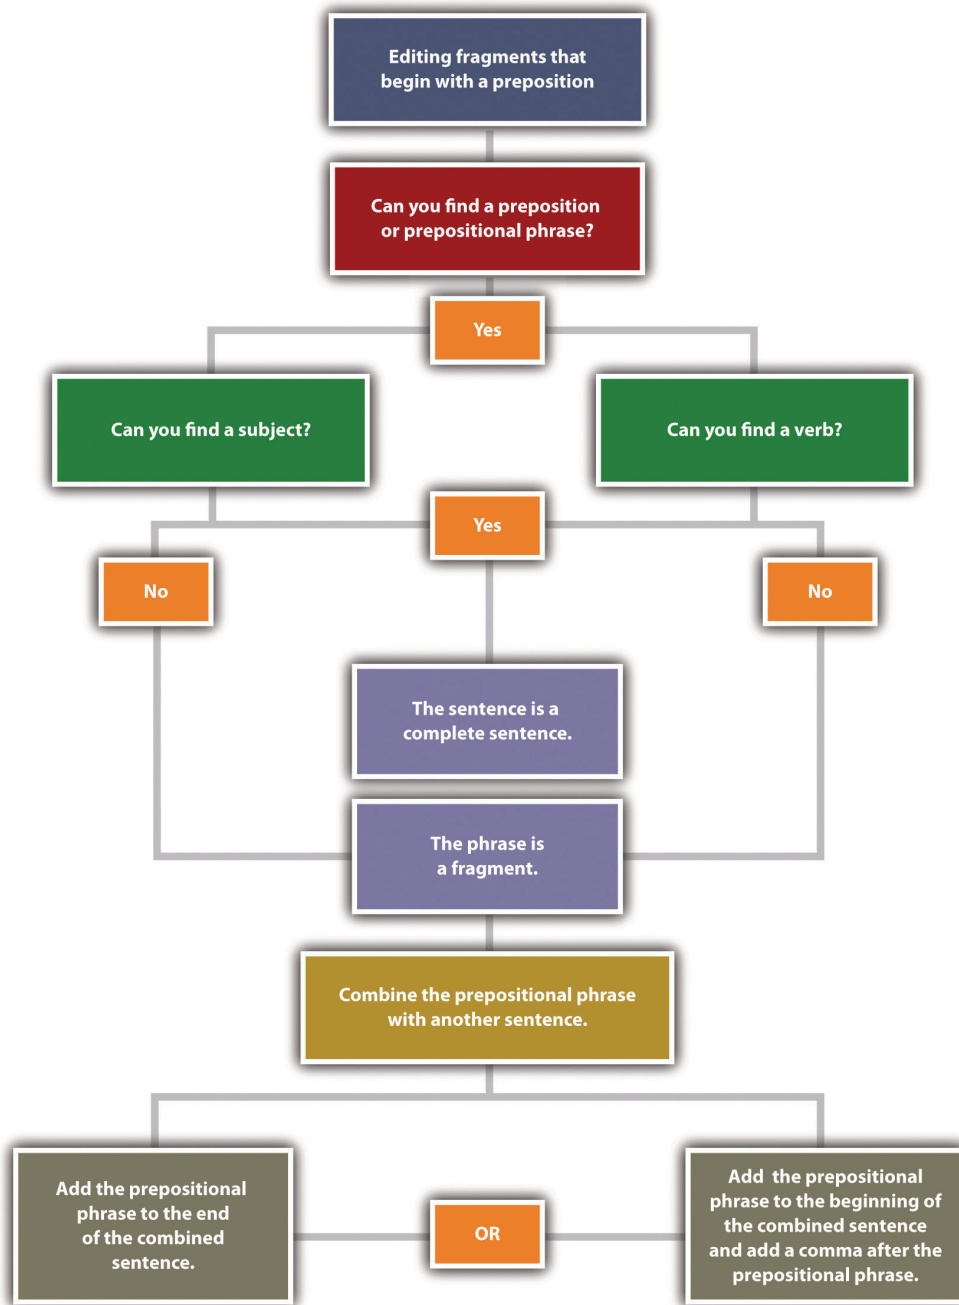 Editing fragments that
begin with a preposition
Can you find a preposition
or prepositional phrase?
Yes
Can you find a subject?
Can you find a verb?
Yes
No
No
The sentence is a
complete sentence.
The phrase is
a fragment.
Combine the prepositional phrase
with another sentence.
Add the prepositional
phrase to the end
of the combined
sentence.
OR
Add the prepositional
phrase to the beginning of
the combined sentence
and add a comma after the
prepositional phrase.